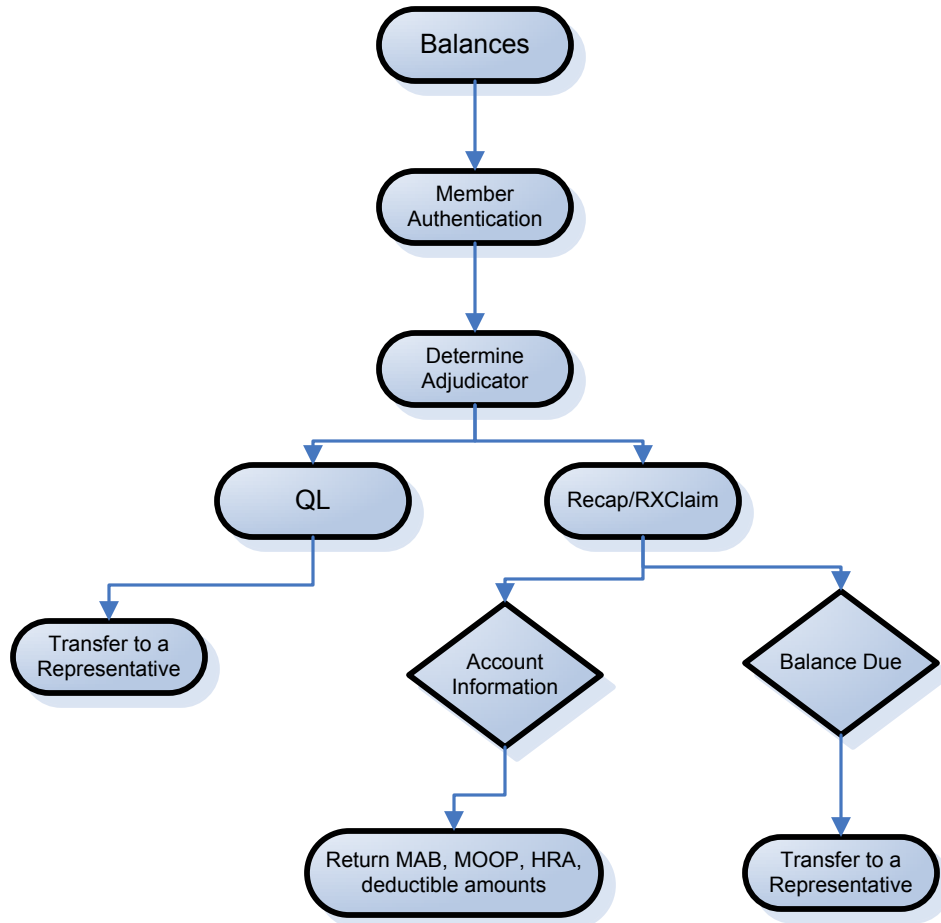 Balances
Member
Authentication
Determine
Adjudicator
QL
Recap/RXClaim
Transfer to a
Representative
Account
Information
Balance Due
Return MAB, MOOP, HRA,
deductible amounts
Transfer to a
Representative